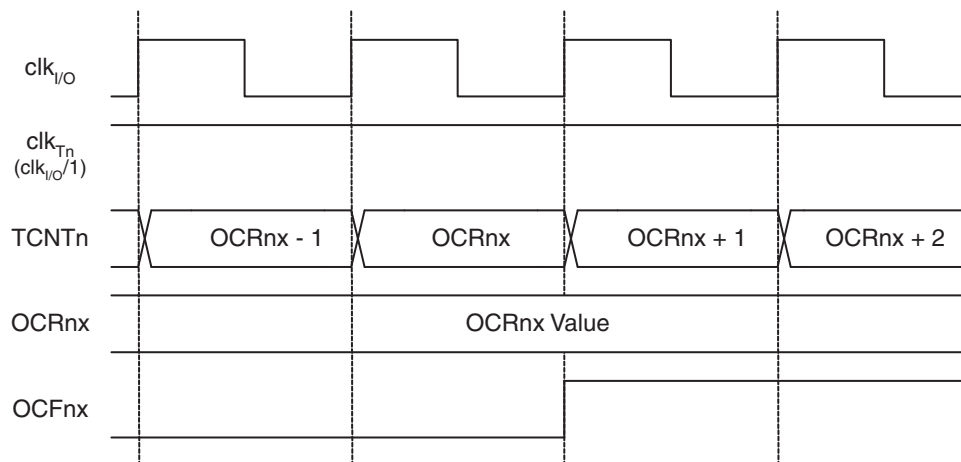 clkI/O
clkTn
(clkI/O/1)
TCNTn
OCRnx - 1
OCRnx
OCRnx + 1
OCRnx + 2
OCRnx
OCRnx Value
OCFnx